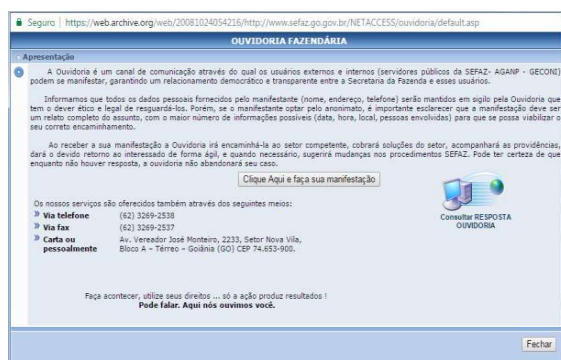 Seguro | https://web.archive.org/web/20081024054216/http://www.sefaz.go.gov.br/NETACCESS/ouvidoria/default.asp
OUVIDORIA FAZENDÁRIA
Apresentação
A Ouvidoria é um canal de comunicação através do qual os usuários externos e internos (servidores públicos da SEFAZ- AGANP - GECONI)
podem se manifestar, garantindo um relacionamento democrático e transparente entre a Secretaria da Fazenda e esses usuários.
Informamos que todos os dados pessoais fornecidos pelo manifestante (nome, endereço, telefone) serão mantidos em sigilo pela Ouvidoria que
tem o dever ético e legal de resguardá-los. Porém, se o manifestante optar pelo anonimato, é importante esclarecer que a manifestação deve ser
um relato completo do assunto, com o maior número de informações possíveis (data, hora, local, pessoas envolvidas) para que se possa viabilizar o
seu correto encaminhamento.
Ao receber a sua manifestação a Ouvidoria irá encaminhá-la ao setor competente, cobrará soluções do setor, acompanhará as providências,
dará o devido retorno ao interessado de forma ágil, e quando necessário, sugerirá mudanças nos procedimentos SEFAZ. Pode ter certeza de que
enquanto não houver resposta, a ouvidoria não abandonará seu caso.
Clique Aqui e faça sua manifestação
Os nossos serviços são oferecidos também através dos seguintes meios:
Via telefone (62) 3269-2538
Via fax (62) 3269-2537
Carta ou pessoalmente Av. Vereador José Monteiro, 2233, Setor Nova Vila,
Bloco A - Térreo - Goiânia (GO) CEP 74.653-900.
Consultar RESPOSTA
OUVIDORIA
Faça acontecer, utilize seus direitos ... só a ação produz resultados !
Pode falar. Aqui nós ouvimos você.
Fechar